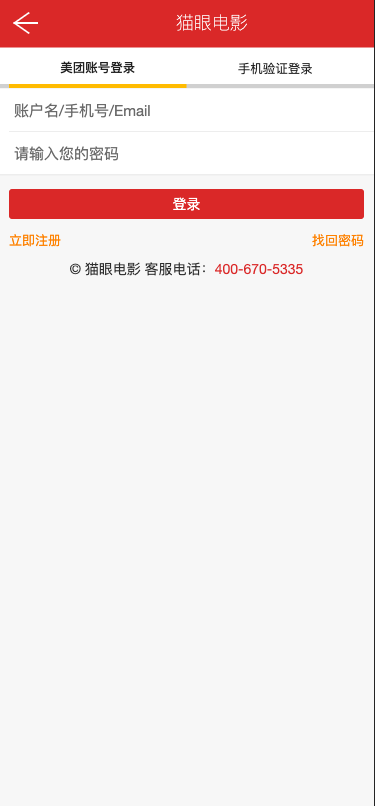 猫眼电影
美团账号登录 手机验证登录
账户名/手机号/Email
请输入您的密码
登录
立即注册 找回密码
© 猫眼电影 客服电话：400-670-5335